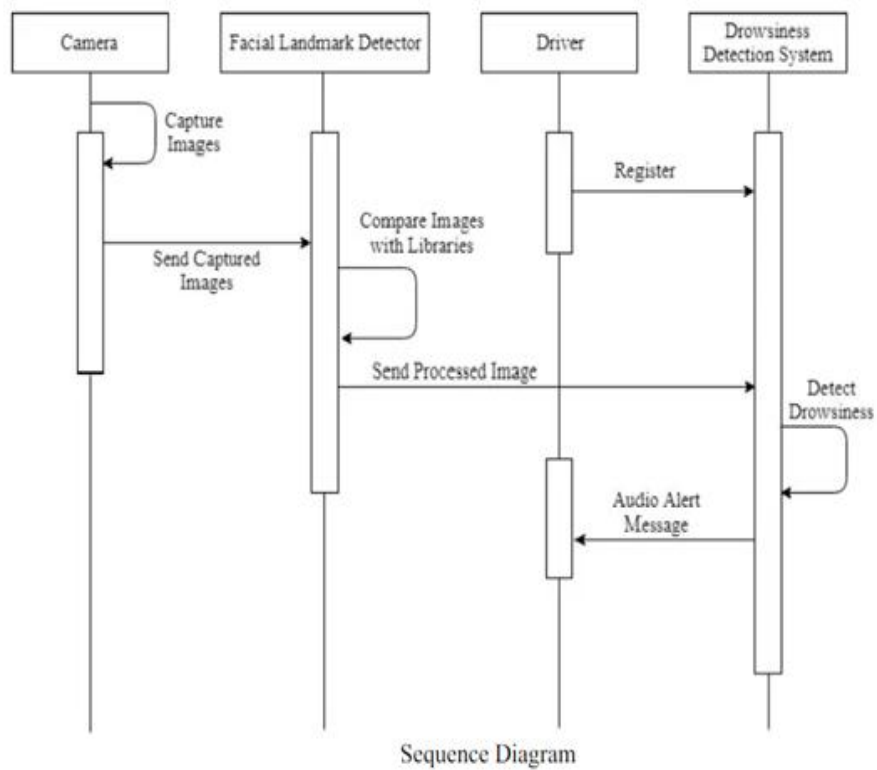 Camera
Facial Landmark Detector
Driver
Drowsiness
Detection System
Capture
Images
Register
Compare Images
with Libraries
Send Captured
Images
Send Processed Image
Detect
Drowsiness
Audio Alert
Message
Sequence Diagram